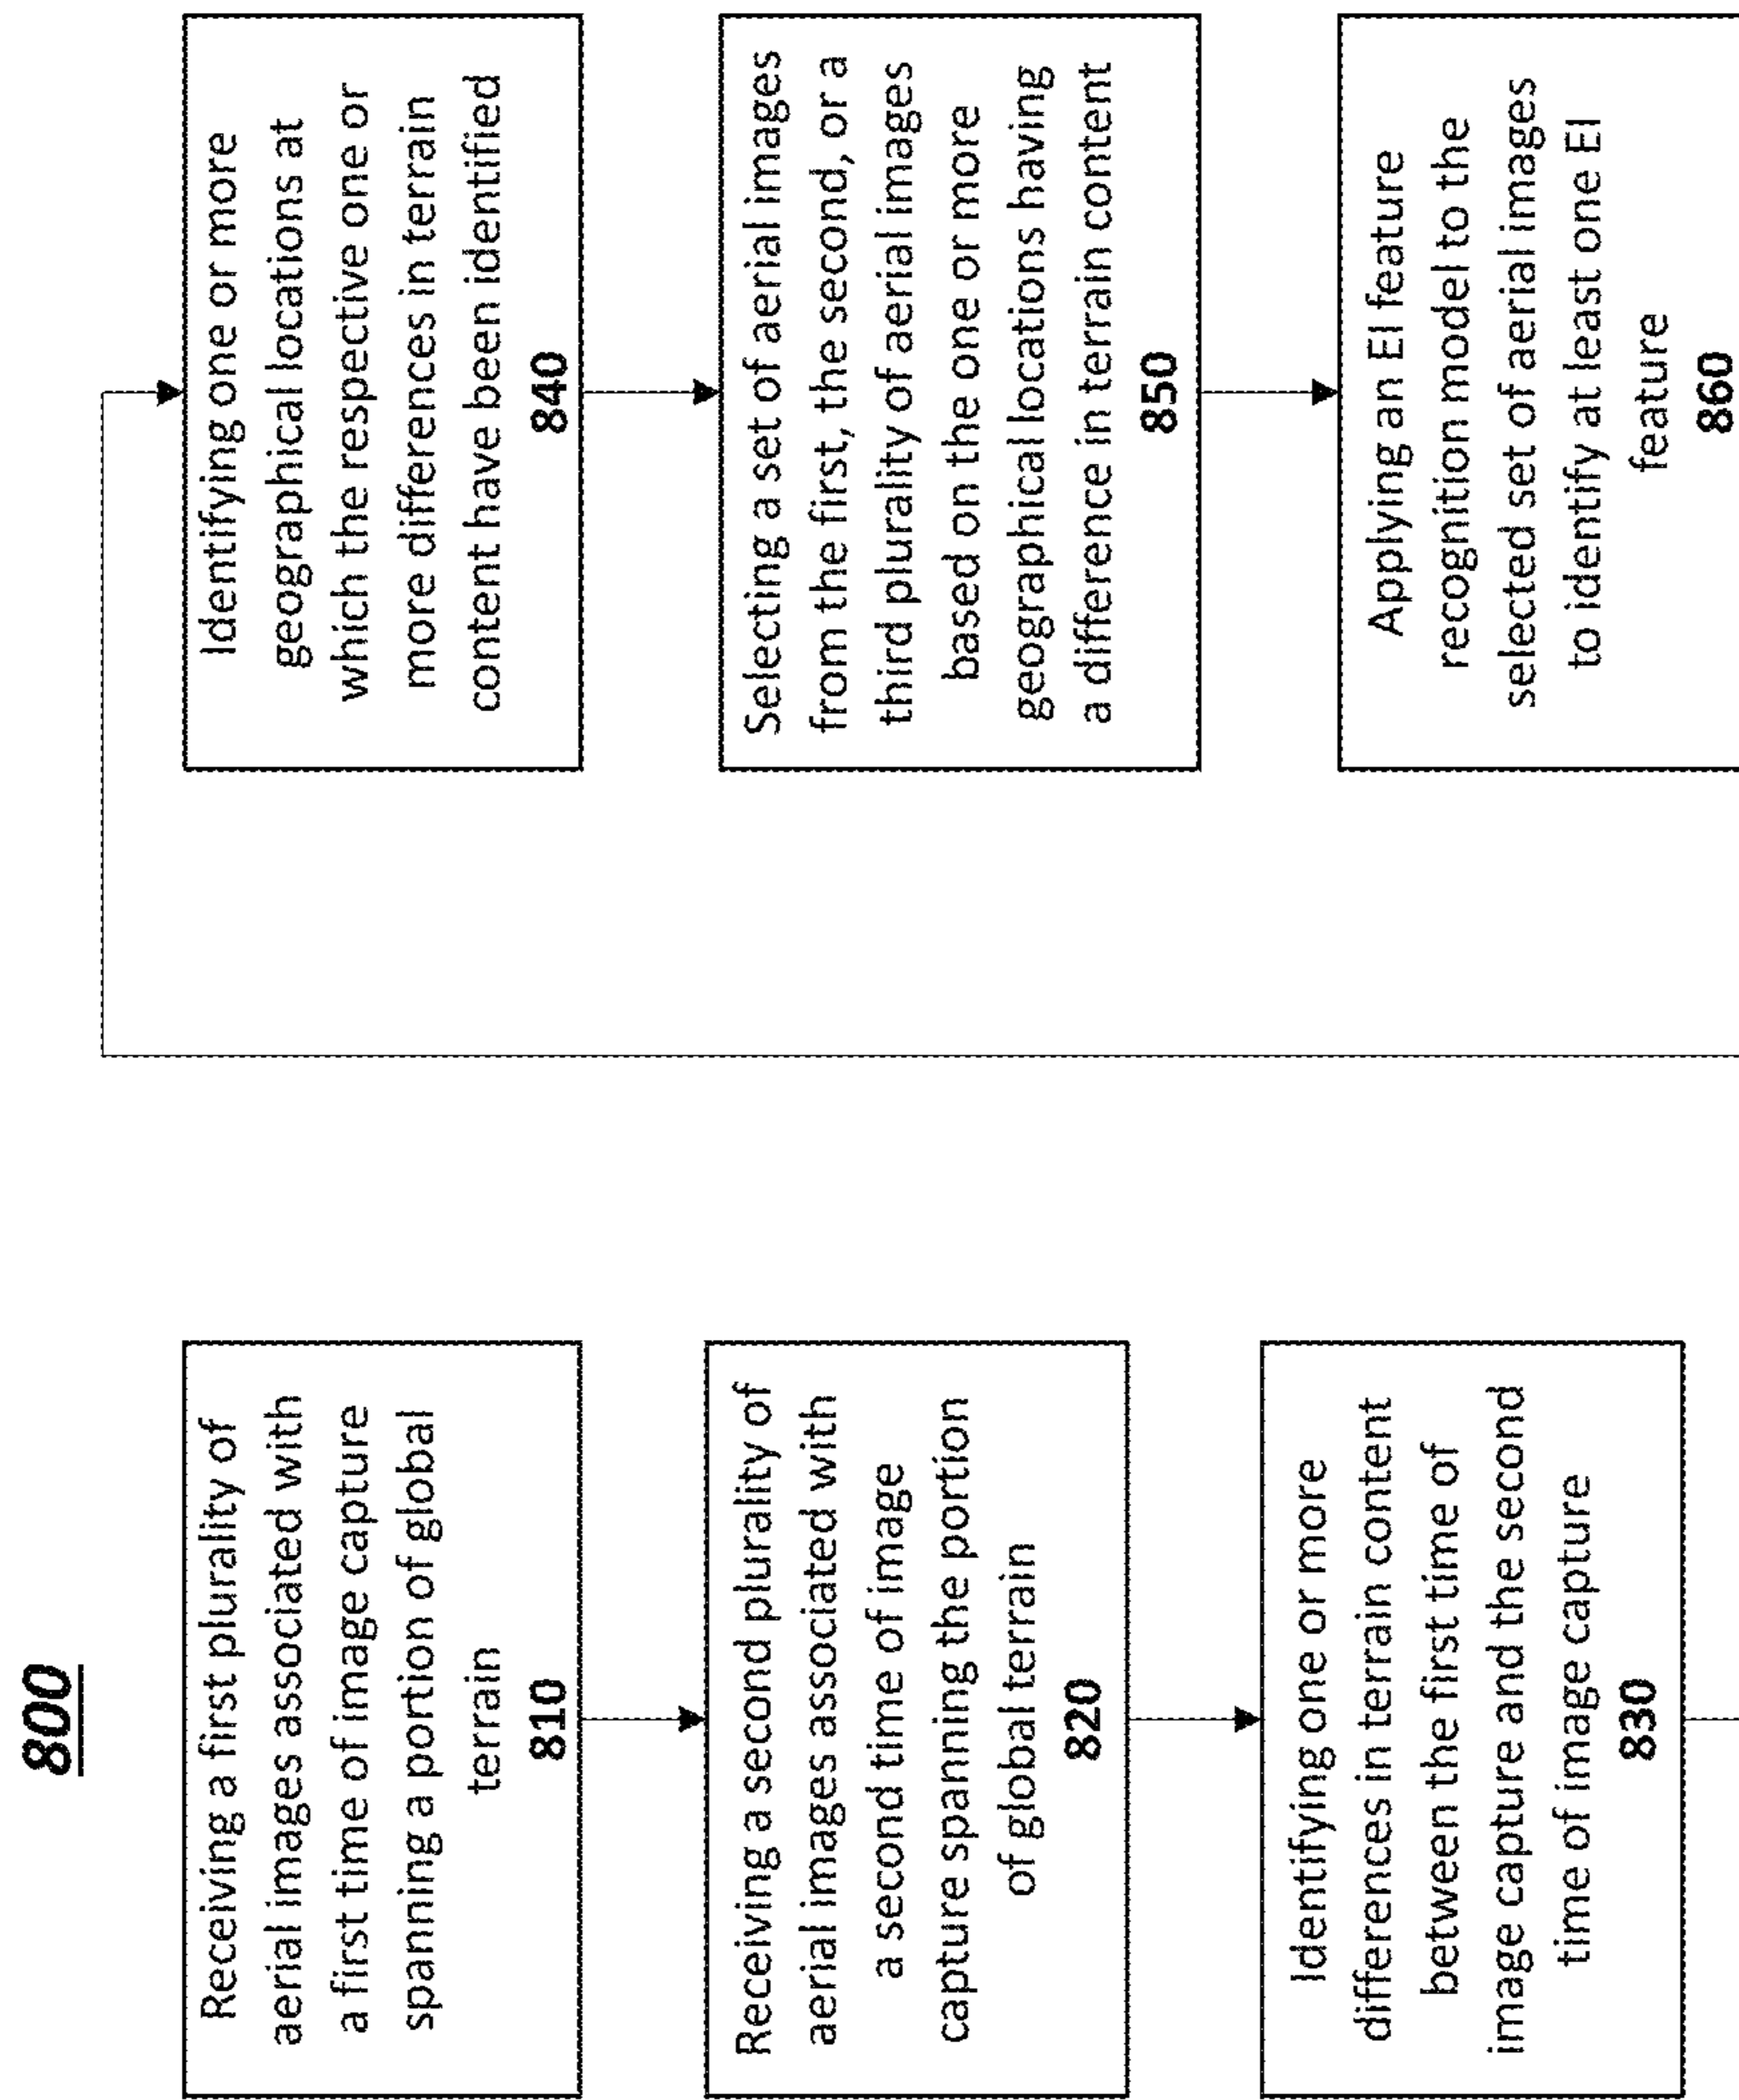 800
Receiving a first plurality of
aerial images associated with
a first time of image capture
spanning a portion of global
terrain
810
Receiving a second plurality of
aerial images associated with
a second time of image
capture spanning the portion
of global terrain
820
Identifying one or more
differences in terrain content
between the first time of
image capture and the second
time of image capture
830
Identifying one or more
geographical locations at
which the respective one or
more differences in terrain
content have been identified
840
Selecting a set of aerial images
from the first, the second, or a
third plurality of aerial images
based on the one or more
geographical locations having
a difference in terrain content
850
Applying an EI feature
recognition model to the
selected set of aerial images
to identify at least one EI
feature
860